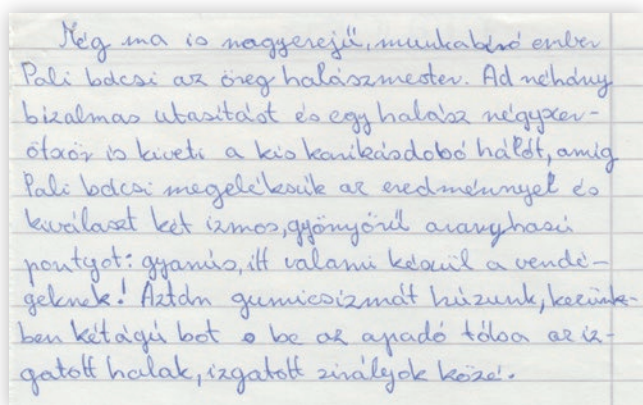 Még ma is nagyerejű, munkabíró ember
Pali bácsi az öreg halászmester. Ad néhány
bizalmas utasítást és egy halász négyszer-
ötször is kiveti a kis karikásdobó hálót, amíg
Pali bácsi megelékszik az eredménnyel és
kiválaszt két izmos, gyönyörű aranyhasú
pontyot: gyanús, itt valami készül a vendé-
geknek! Aztán gumicsizmát húzunk, kezünk-
ben kétágú bot s be az apadó tóba az iz-
gatott halak, izgatott sirályok közé.